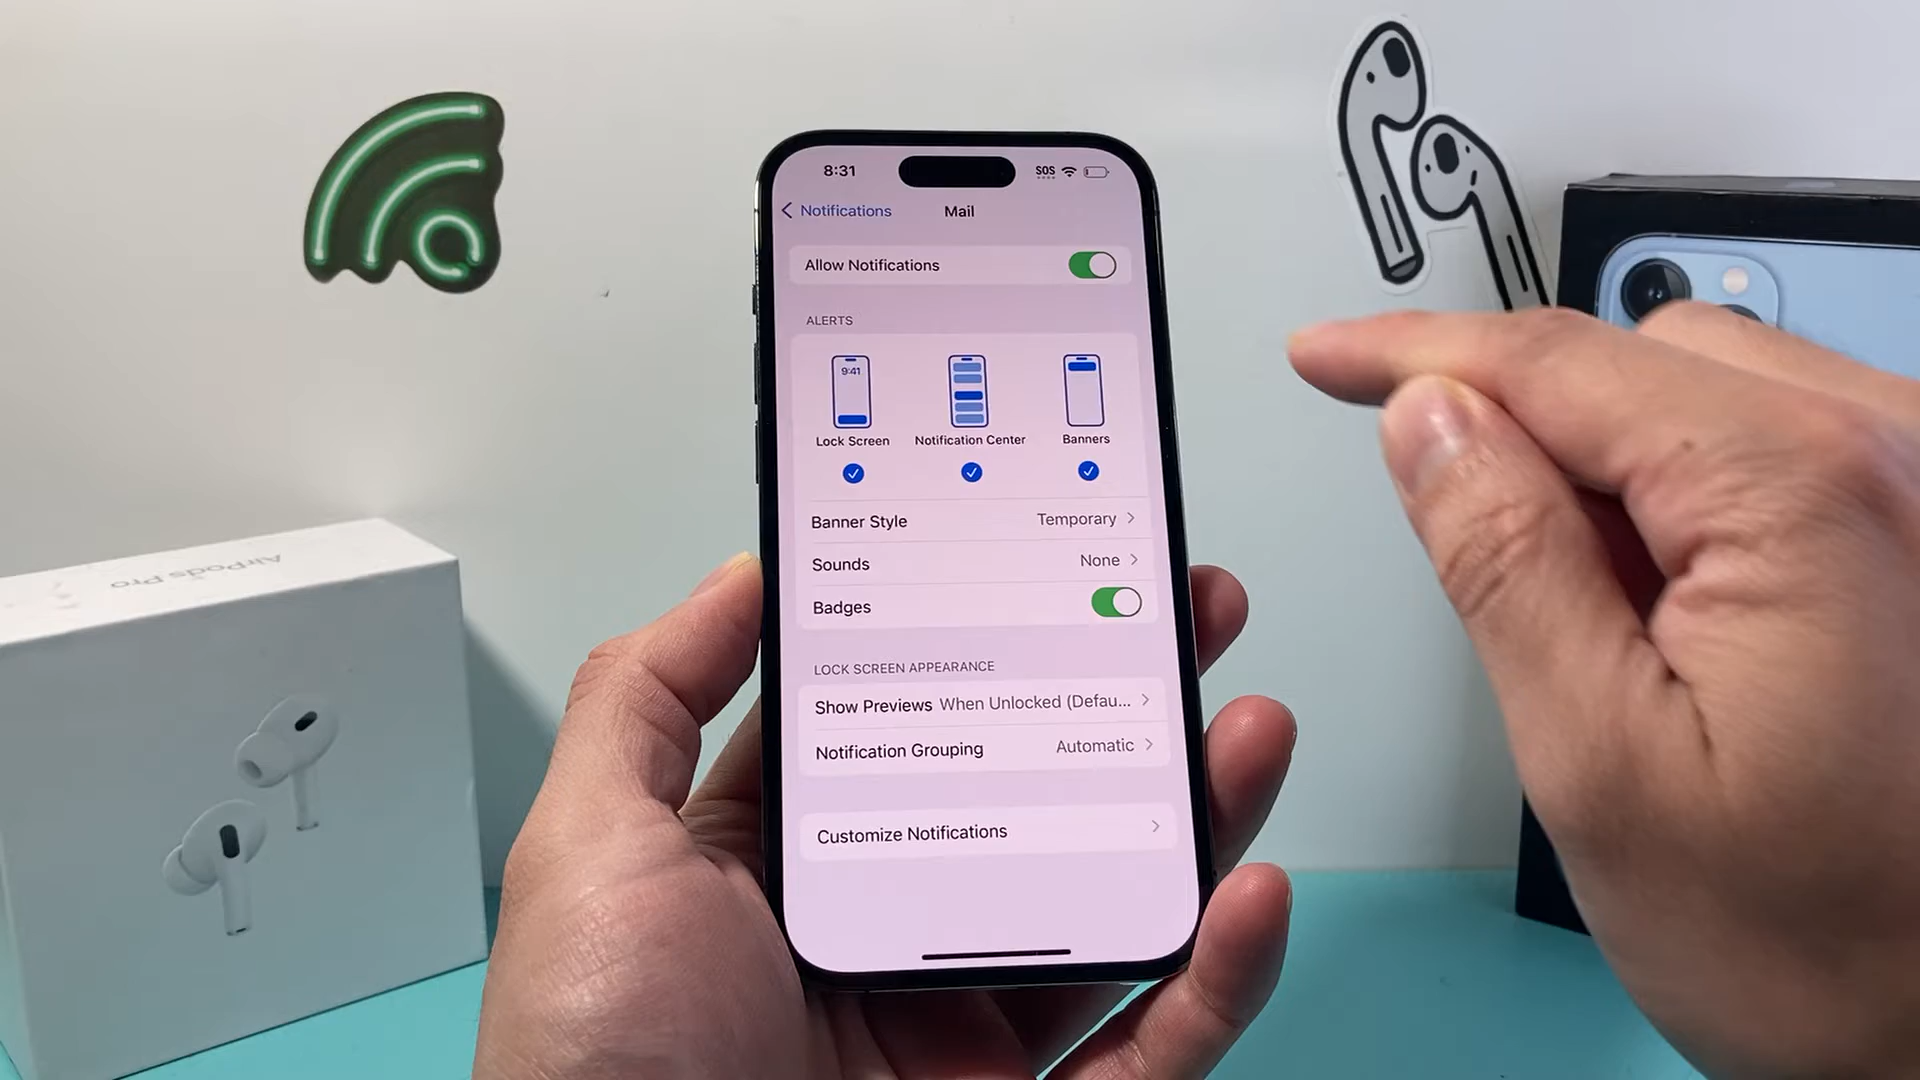 8:31
SOS
Notifications
Mail
Allow Notifications
ALERTS
9:41
Lock Screen
Notification Center
Banners
Banner Style Temporary
Sounds None
Badges
LOCK SCREEN APPEARANCE
Show Previews When Unlocked (Defau...
Notification Grouping Automatic
Customize Notifications
AirPods Pro